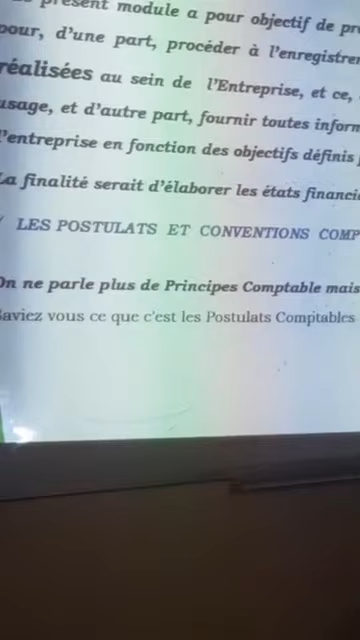 présent module a pour objectif de
pour, d'une part, procéder à l'enregistrem
réalisées au sein de l'Entreprise, et ce,
usage, et d'autre part, fournir toutes inform
l'entreprise en fonction des objectifs définis
La finalité serait d'élaborer les états financi
/ LES POSTULATS ET CONVENTIONS COMP
On ne parle plus de Principes Comptable mais
Saviez vous ce que c'est les Postulats Comptables